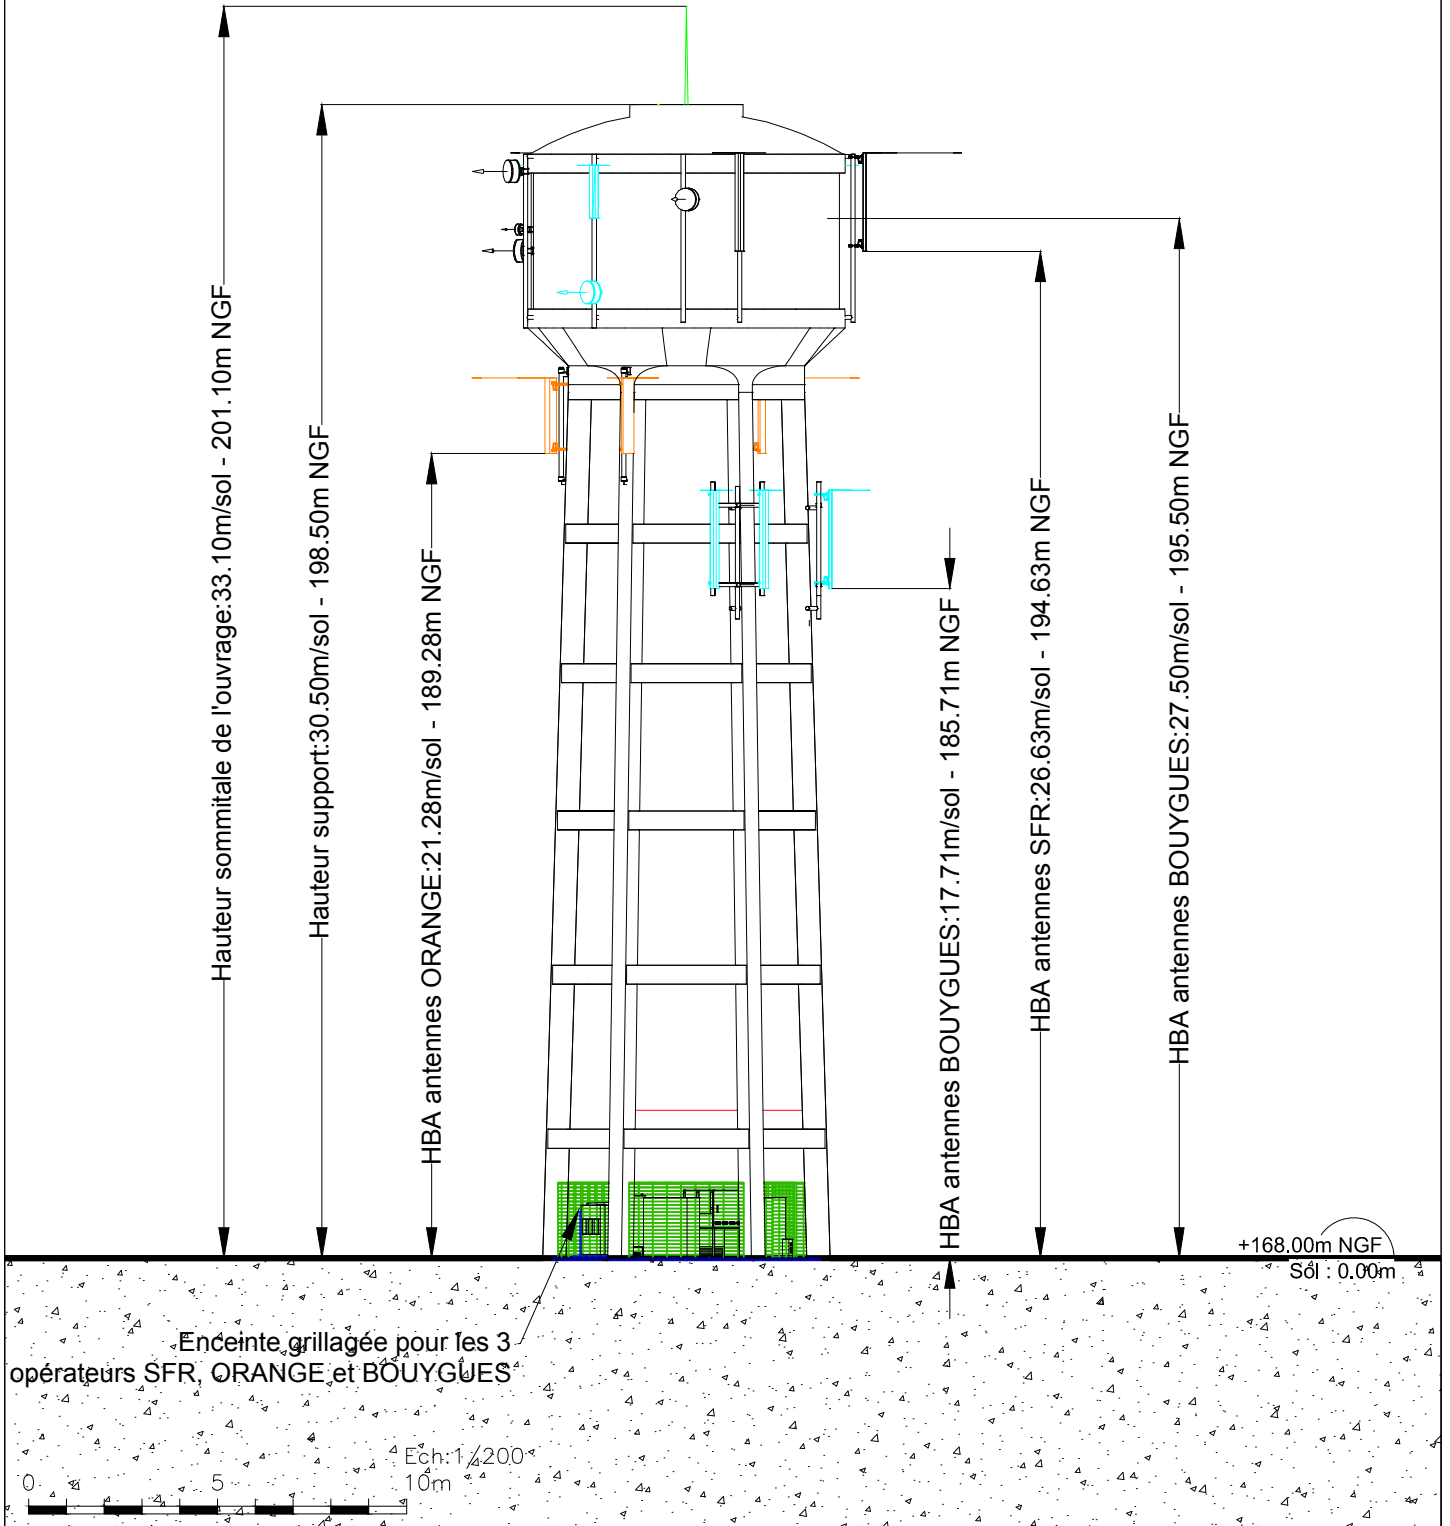 Hauteur sommitale de l'ouvrage:33.10m/sol - 201.10m NGF
Hauteur support:30.50m/sol - 198.50m NGF
HBA antennes ORANGE:21.28m/sol - 189.28m NGF
HBA antennes BOUYGUES:17.71m/sol - 185.71m NGF
HBA antennes SFR:26.63m/sol - 194.63m NGF
HBA antennes BOUYGUES:27.50m/sol - 195.50m NGF
+168.00m NGF
Sol : 0.00m
Enceinte grillagée pour les 3
opérateurs SFR, ORANGE et BOUYGUES
Ech:1/200
0 5 10m